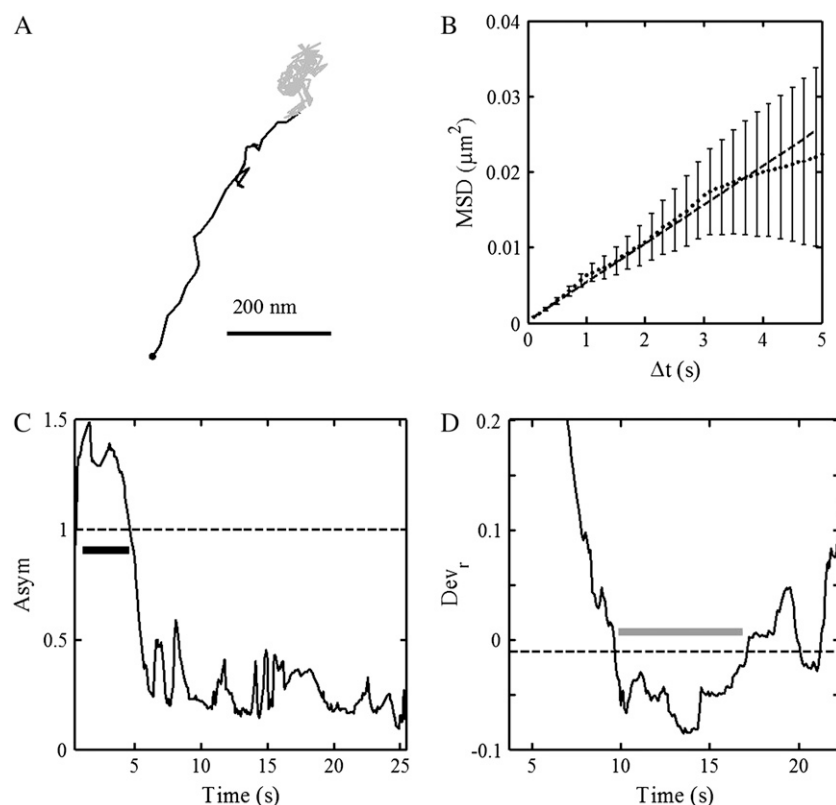 A
200 nm
B
MSD (μm²)
0.04
0.03
0.02
0.01
0
0 1 2 3 4 5
Δt (s)
C
Asym
1.5
1
0.5
0
5 10 15 20 25
Time (s)
D
Dev_r
0.2
0.1
0
-0.1
5 10 15 20
Time (s)